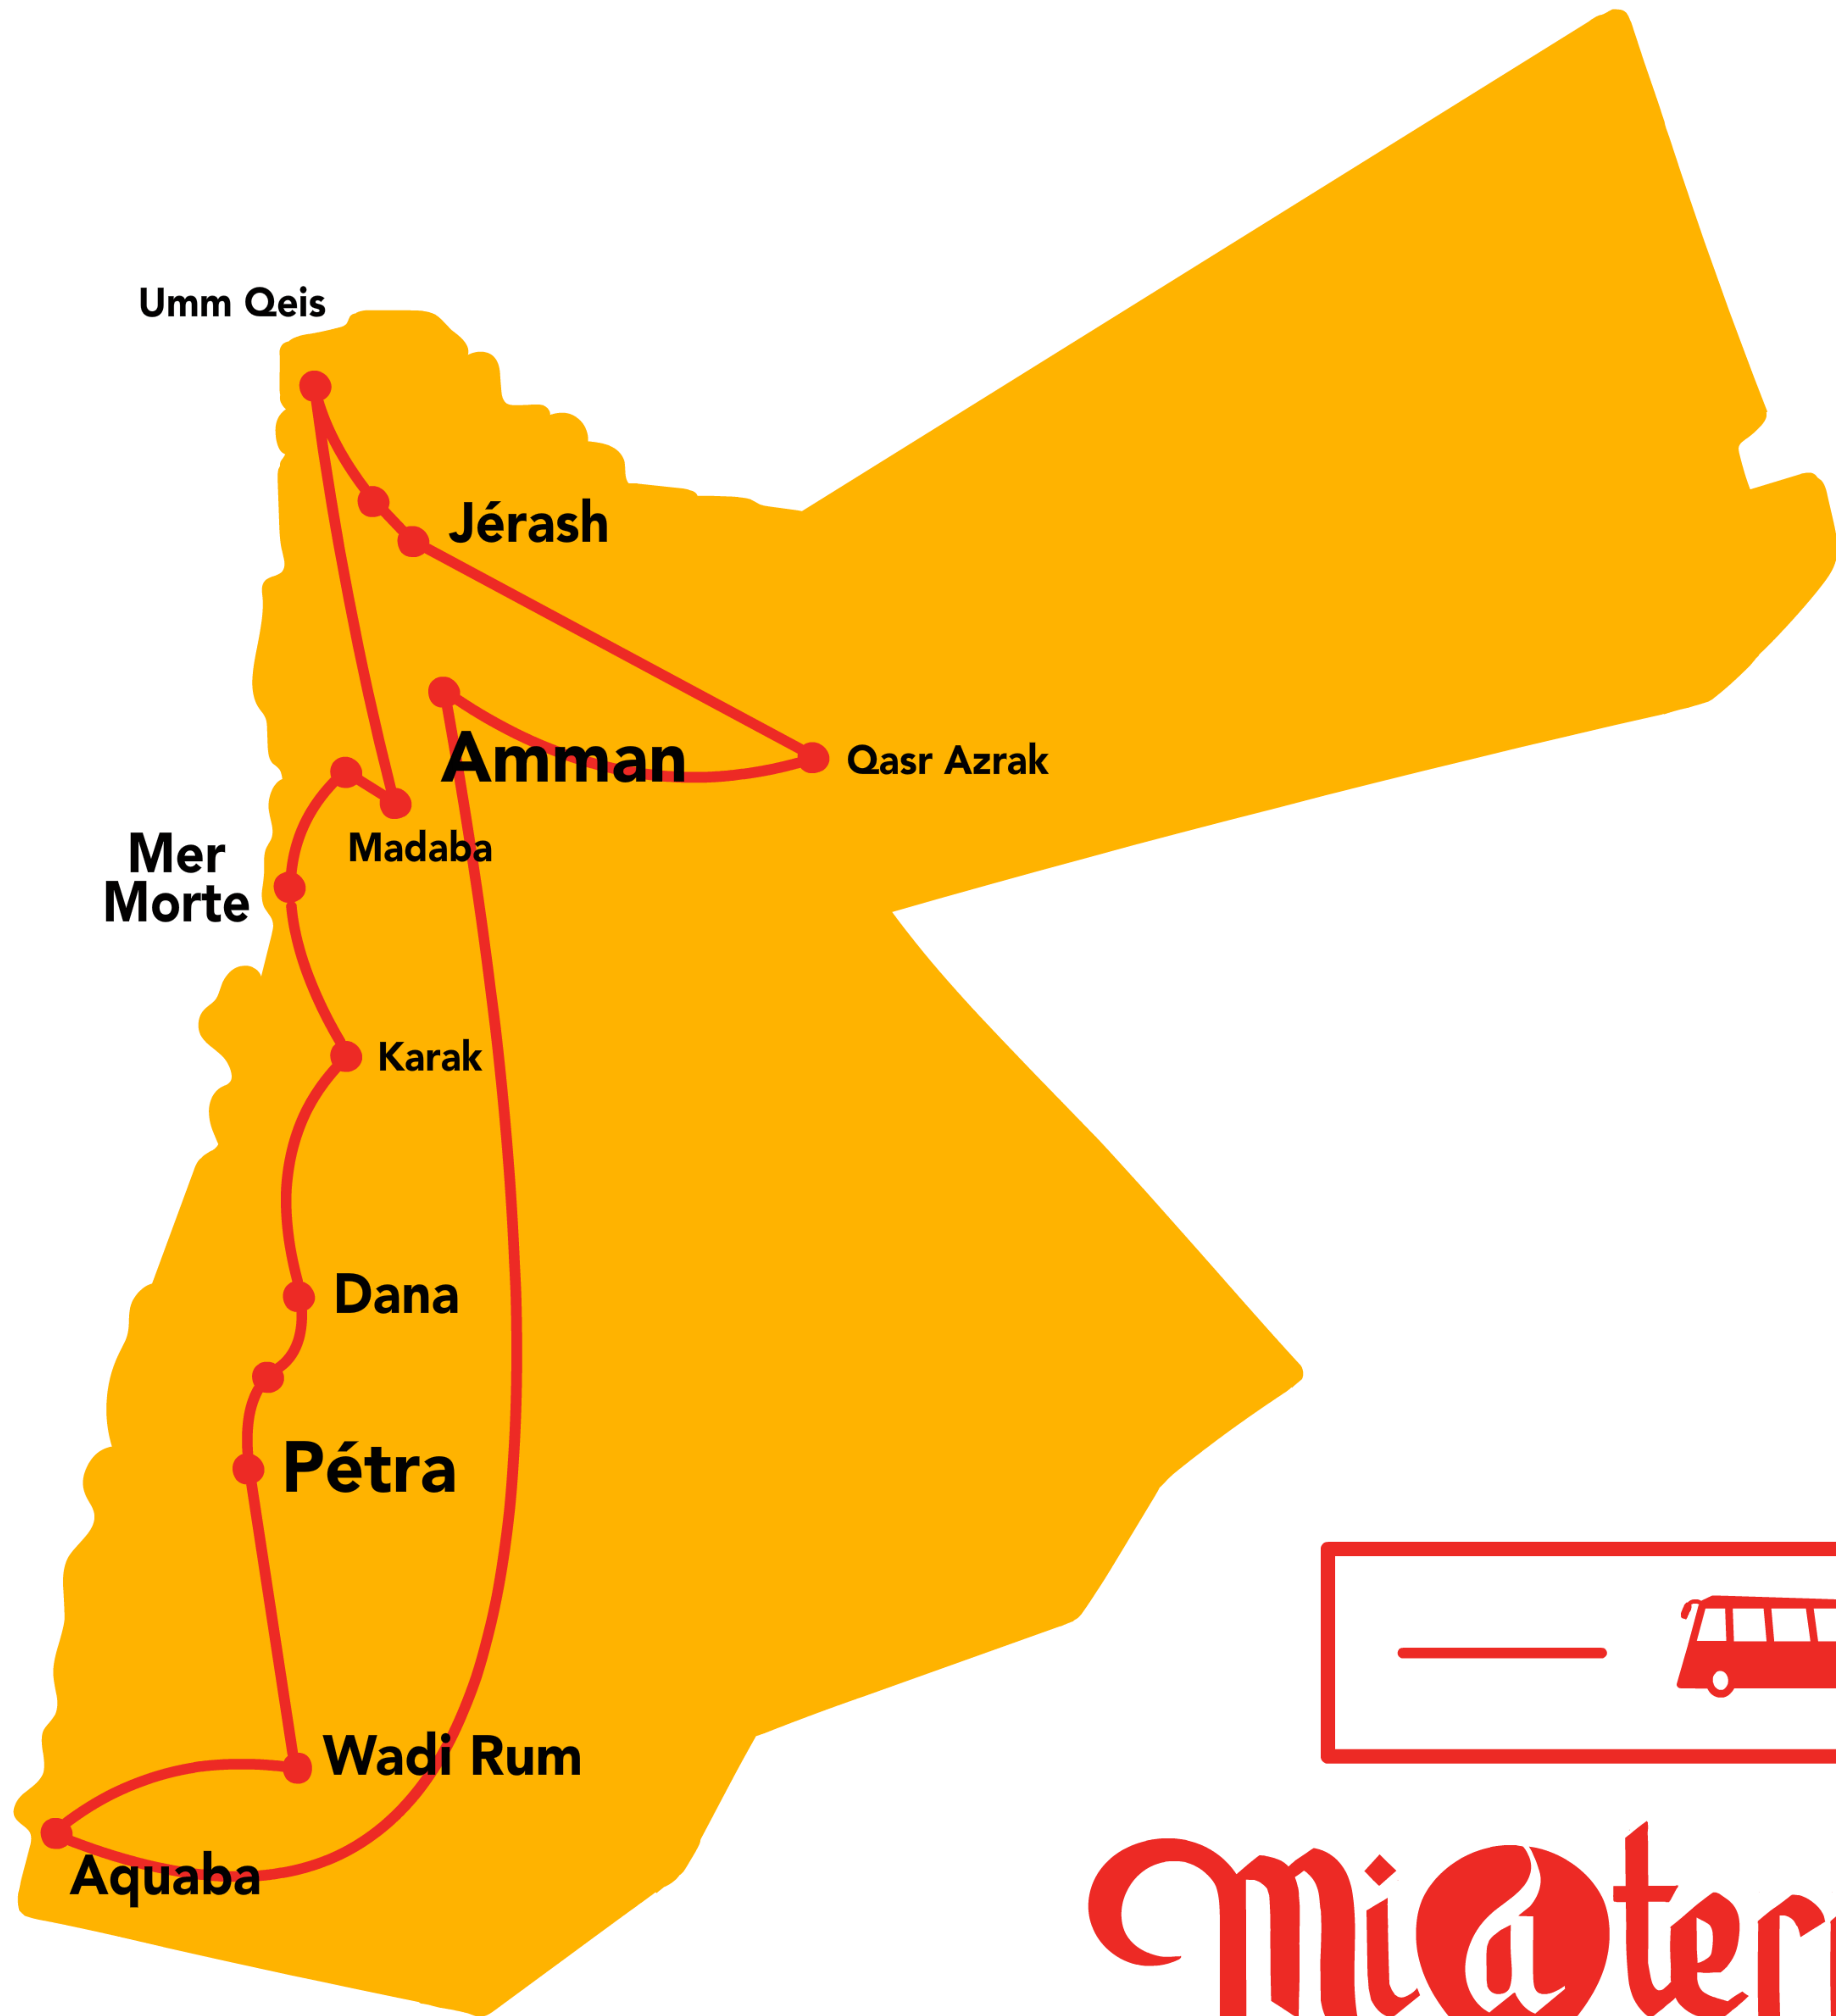 Umm Qeis
Jérash
Amman
Qasr Azrak
Madaba
Mer
Morte
Karak
Dana
Pétra
Wadi Rum
Aquaba